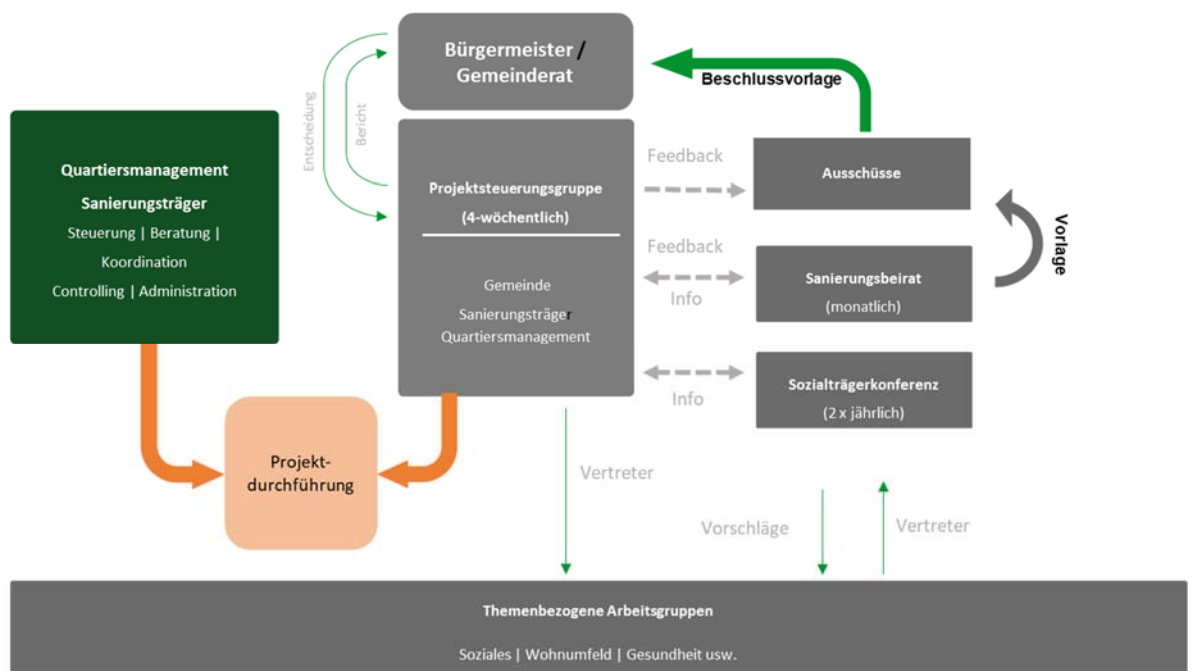 Bürgermeister /
Gemeinderat
Beschlussvorlage
Entscheidung
Bericht
Quartiersmanagement
Sanierungsträger
Steuerung | Beratung |
Koordination
Controlling | Administration
Projektsteuerungsgruppe
(4-wöchentlich)
Gemeinde
Sanierungsträger
Quartiersmanagement
Feedback
Ausschüsse
Vorlage
Feedback
Info
Sanierungsbeirat
(monatlich)
Info
Sozialträgerkonferenz
(2 x jährlich)
Projekt-
durchführung
Vertreter
Vorschläge
Vertreter
Themenbezogene Arbeitsgruppen
Soziales | Wohnumfeld | Gesundheit usw.